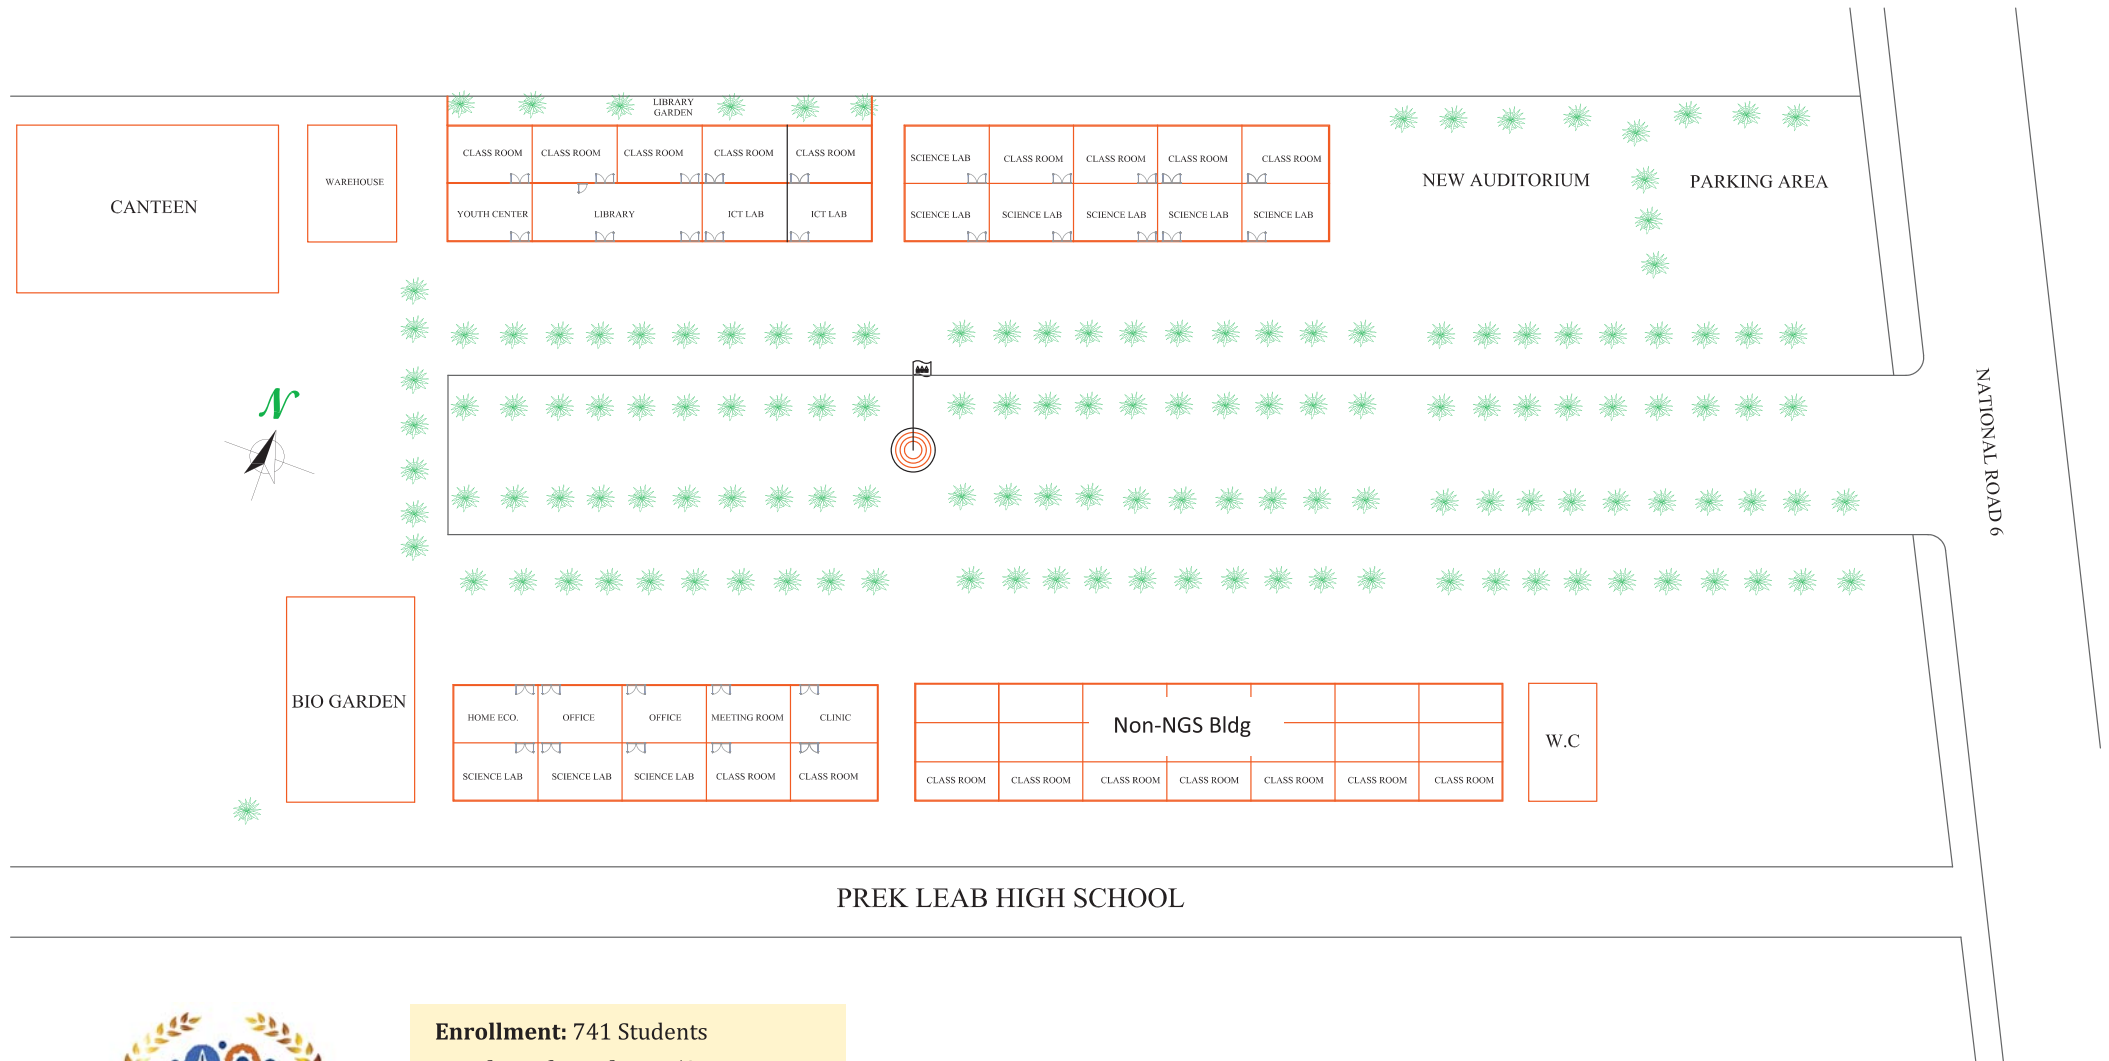 LIBRARY
GARDEN
CLASS ROOM CLASS ROOM CLASS ROOM CLASS ROOM CLASS ROOM
YOUTH CENTER LIBRARY ICT LAB ICT LAB
SCIENCE LAB CLASS ROOM CLASS ROOM CLASS ROOM CLASS ROOM
SCIENCE LAB SCIENCE LAB SCIENCE LAB SCIENCE LAB SCIENCE LAB
CANTEEN
WAREHOUSE
NEW AUDITORIUM
PARKING AREA
N
NATIONAL ROAD 6
BIO GARDEN
HOME ECO. OFFICE OFFICE MEETING ROOM CLINIC
SCIENCE LAB SCIENCE LAB SCIENCE LAB CLASS ROOM CLASS ROOM
Non-NGS Bldg
CLASS ROOM CLASS ROOM CLASS ROOM CLASS ROOM CLASS ROOM CLASS ROOM CLASS ROOM
W.C
PREK LEAB HIGH SCHOOL
Enrollment: 741 Students